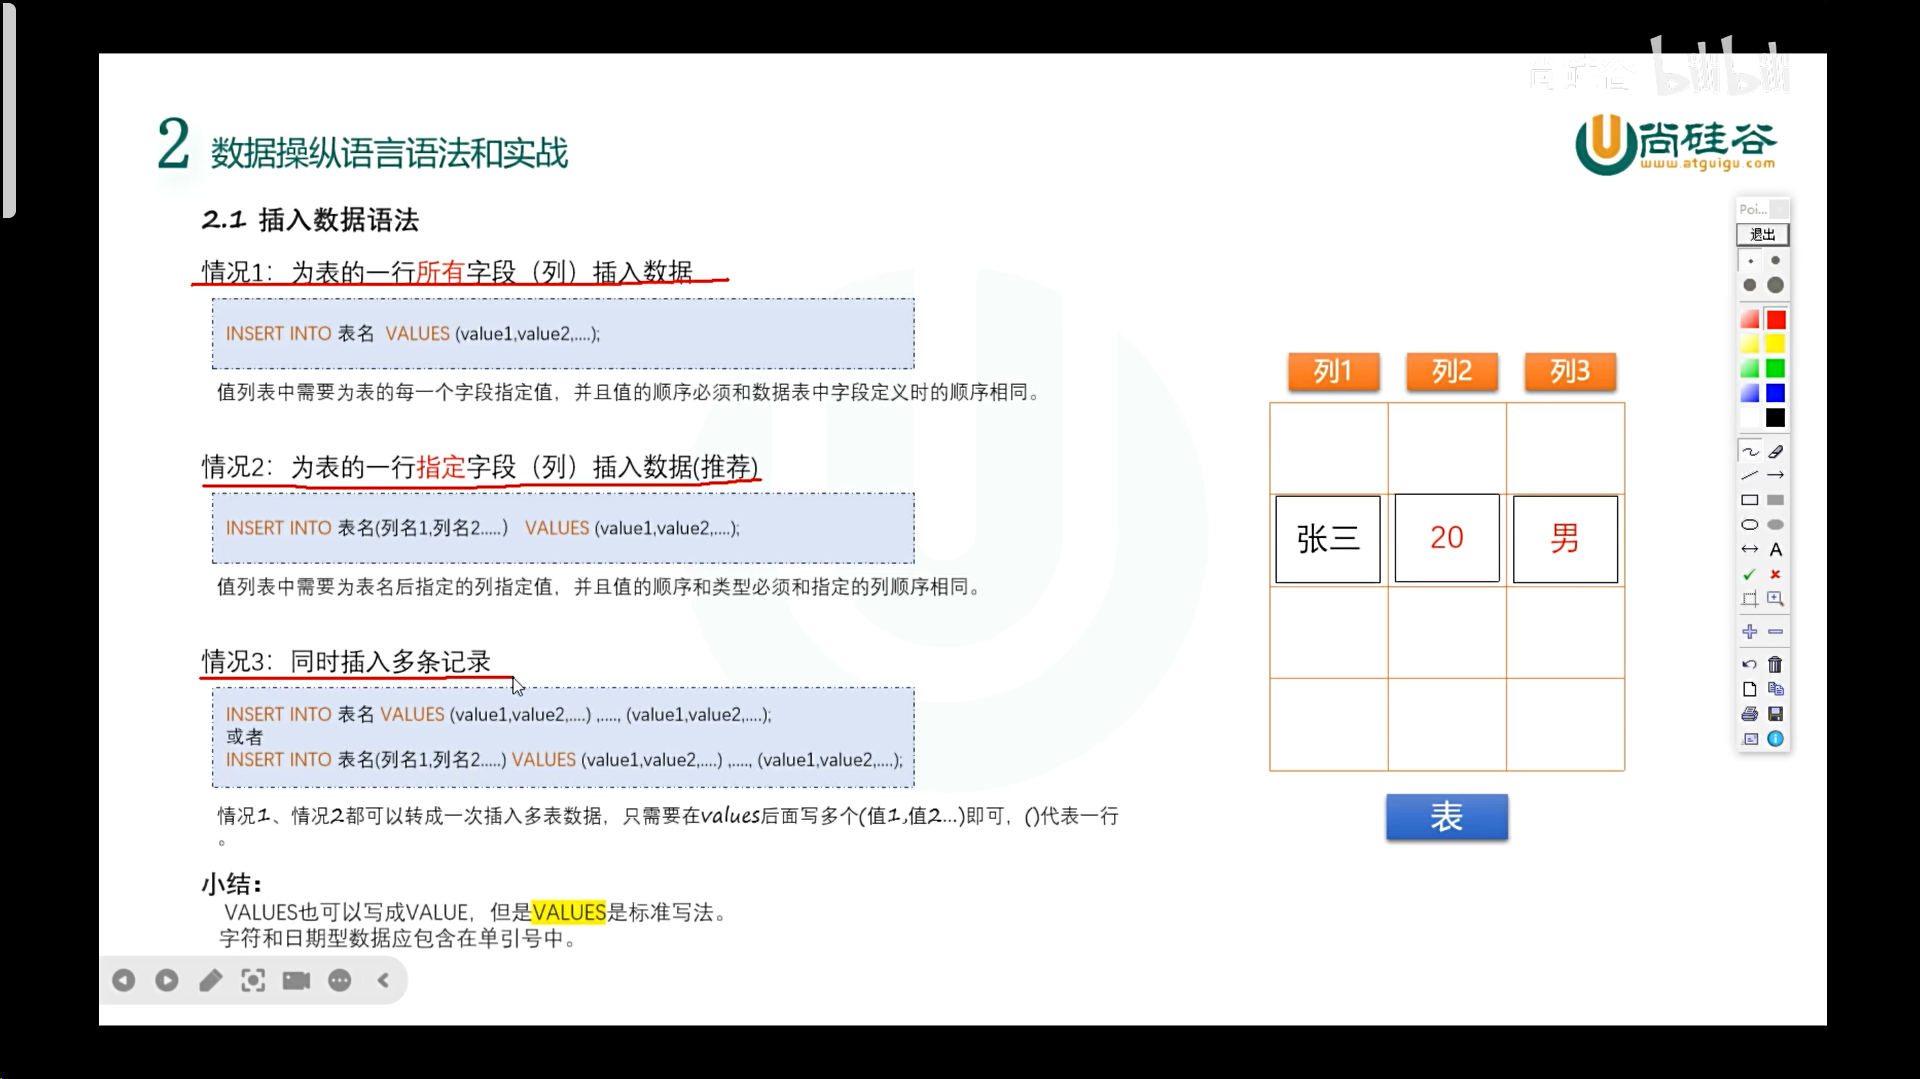 尚硅谷 bilibili
2 数据操纵语言语法和实战
尚硅谷
www.atguigu.com
2.1 插入数据语法
情况1：为表的一行所有字段（列）插入数据
INSERT INTO 表名 VALUES (value1,value2,....);
值列表中需要为表的每一个字段指定值，并且值的顺序必须和数据表中字段定义时的顺序相同。
情况2：为表的一行指定字段（列）插入数据(推荐)
INSERT INTO 表名(列名1,列名2.....） VALUES (value1,value2,....);
值列表中需要为表名后指定的列指定值，并且值的顺序和类型必须和指定的列顺序相同。
情况3：同时插入多条记录
INSERT INTO 表名 VALUES (value1,value2,....) ,...., (value1,value2,....);
或者
INSERT INTO 表名(列名1,列名2.....) VALUES (value1,value2,....) ,...., (value1,value2,....);
情况1、情况2都可以转成一次插入多表数据，只需要在values后面写多个(值1,值2...)即可，()代表一行
。
小结：
VALUES也可以写成VALUE，但是VALUES是标准写法。
字符和日期型数据应包含在单引号中。
列1 列2 列3
张三 20 男
表
Poi...
退出
A